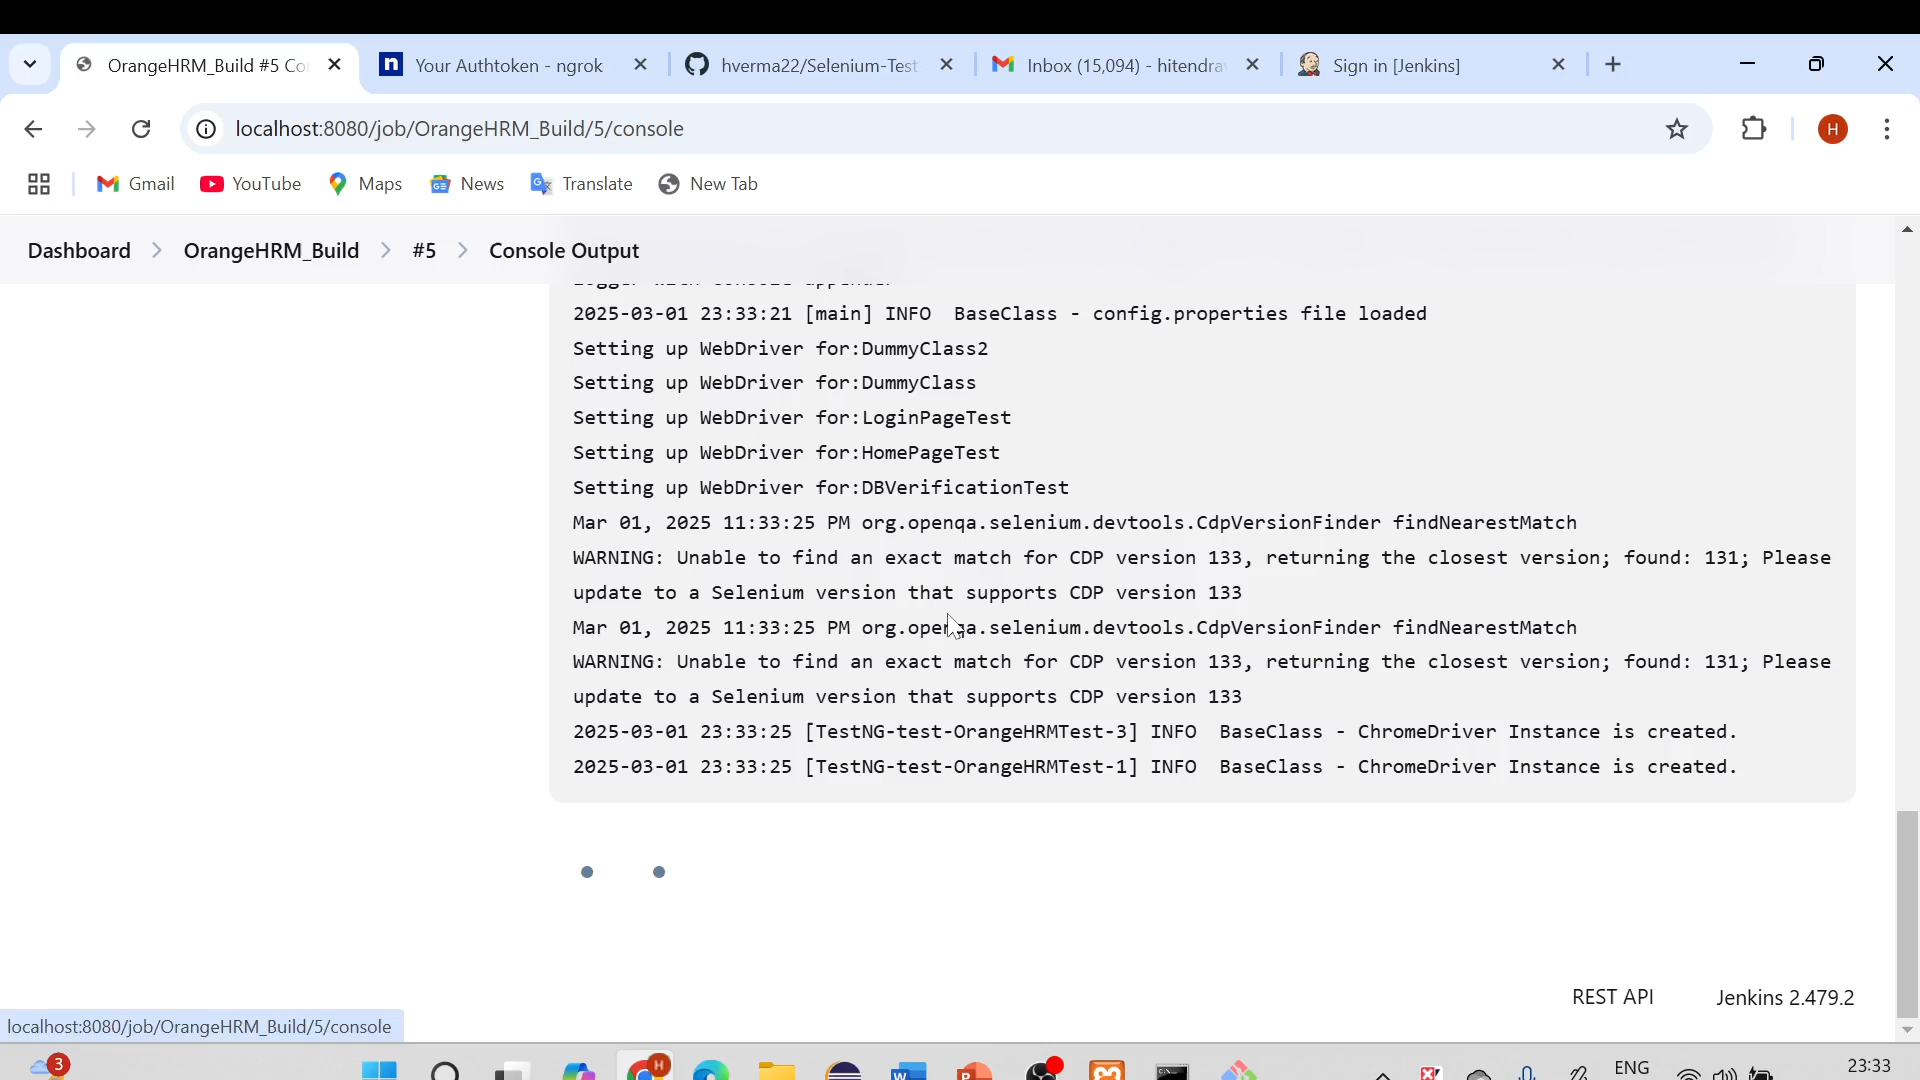 OrangeHRM_Build #5 Co
Your Authtoken - ngrok
hverma22/Selenium-Test
Inbox (15,094) - hitendra
Sign in [Jenkins]
localhost:8080/job/OrangeHRM_Build/5/console
H
Gmail
YouTube
Maps
News
Translate
New Tab
Dashboard
OrangeHRM_Build
#5
Console Output
2025-03-01 23:33:21 [main] INFO  BaseClass - config.properties file loaded
Setting up WebDriver for:DummyClass2
Setting up WebDriver for:DummyClass
Setting up WebDriver for:LoginPageTest
Setting up WebDriver for:HomePageTest
Setting up WebDriver for:DBVerificationTest
Mar 01, 2025 11:33:25 PM org.openqa.selenium.devtools.CdpVersionFinder findNearestMatch
WARNING: Unable to find an exact match for CDP version 133, returning the closest version; found: 131; Please
update to a Selenium version that supports CDP version 133
Mar 01, 2025 11:33:25 PM org.openqa.selenium.devtools.CdpVersionFinder findNearestMatch
WARNING: Unable to find an exact match for CDP version 133, returning the closest version; found: 131; Please
update to a Selenium version that supports CDP version 133
2025-03-01 23:33:25 [TestNG-test-OrangeHRMTest-3] INFO  BaseClass - ChromeDriver Instance is created.
2025-03-01 23:33:25 [TestNG-test-OrangeHRMTest-1] INFO  BaseClass - ChromeDriver Instance is created.
REST API
Jenkins 2.479.2
localhost:8080/job/OrangeHRM_Build/5/console
3
H
ENG
23:33